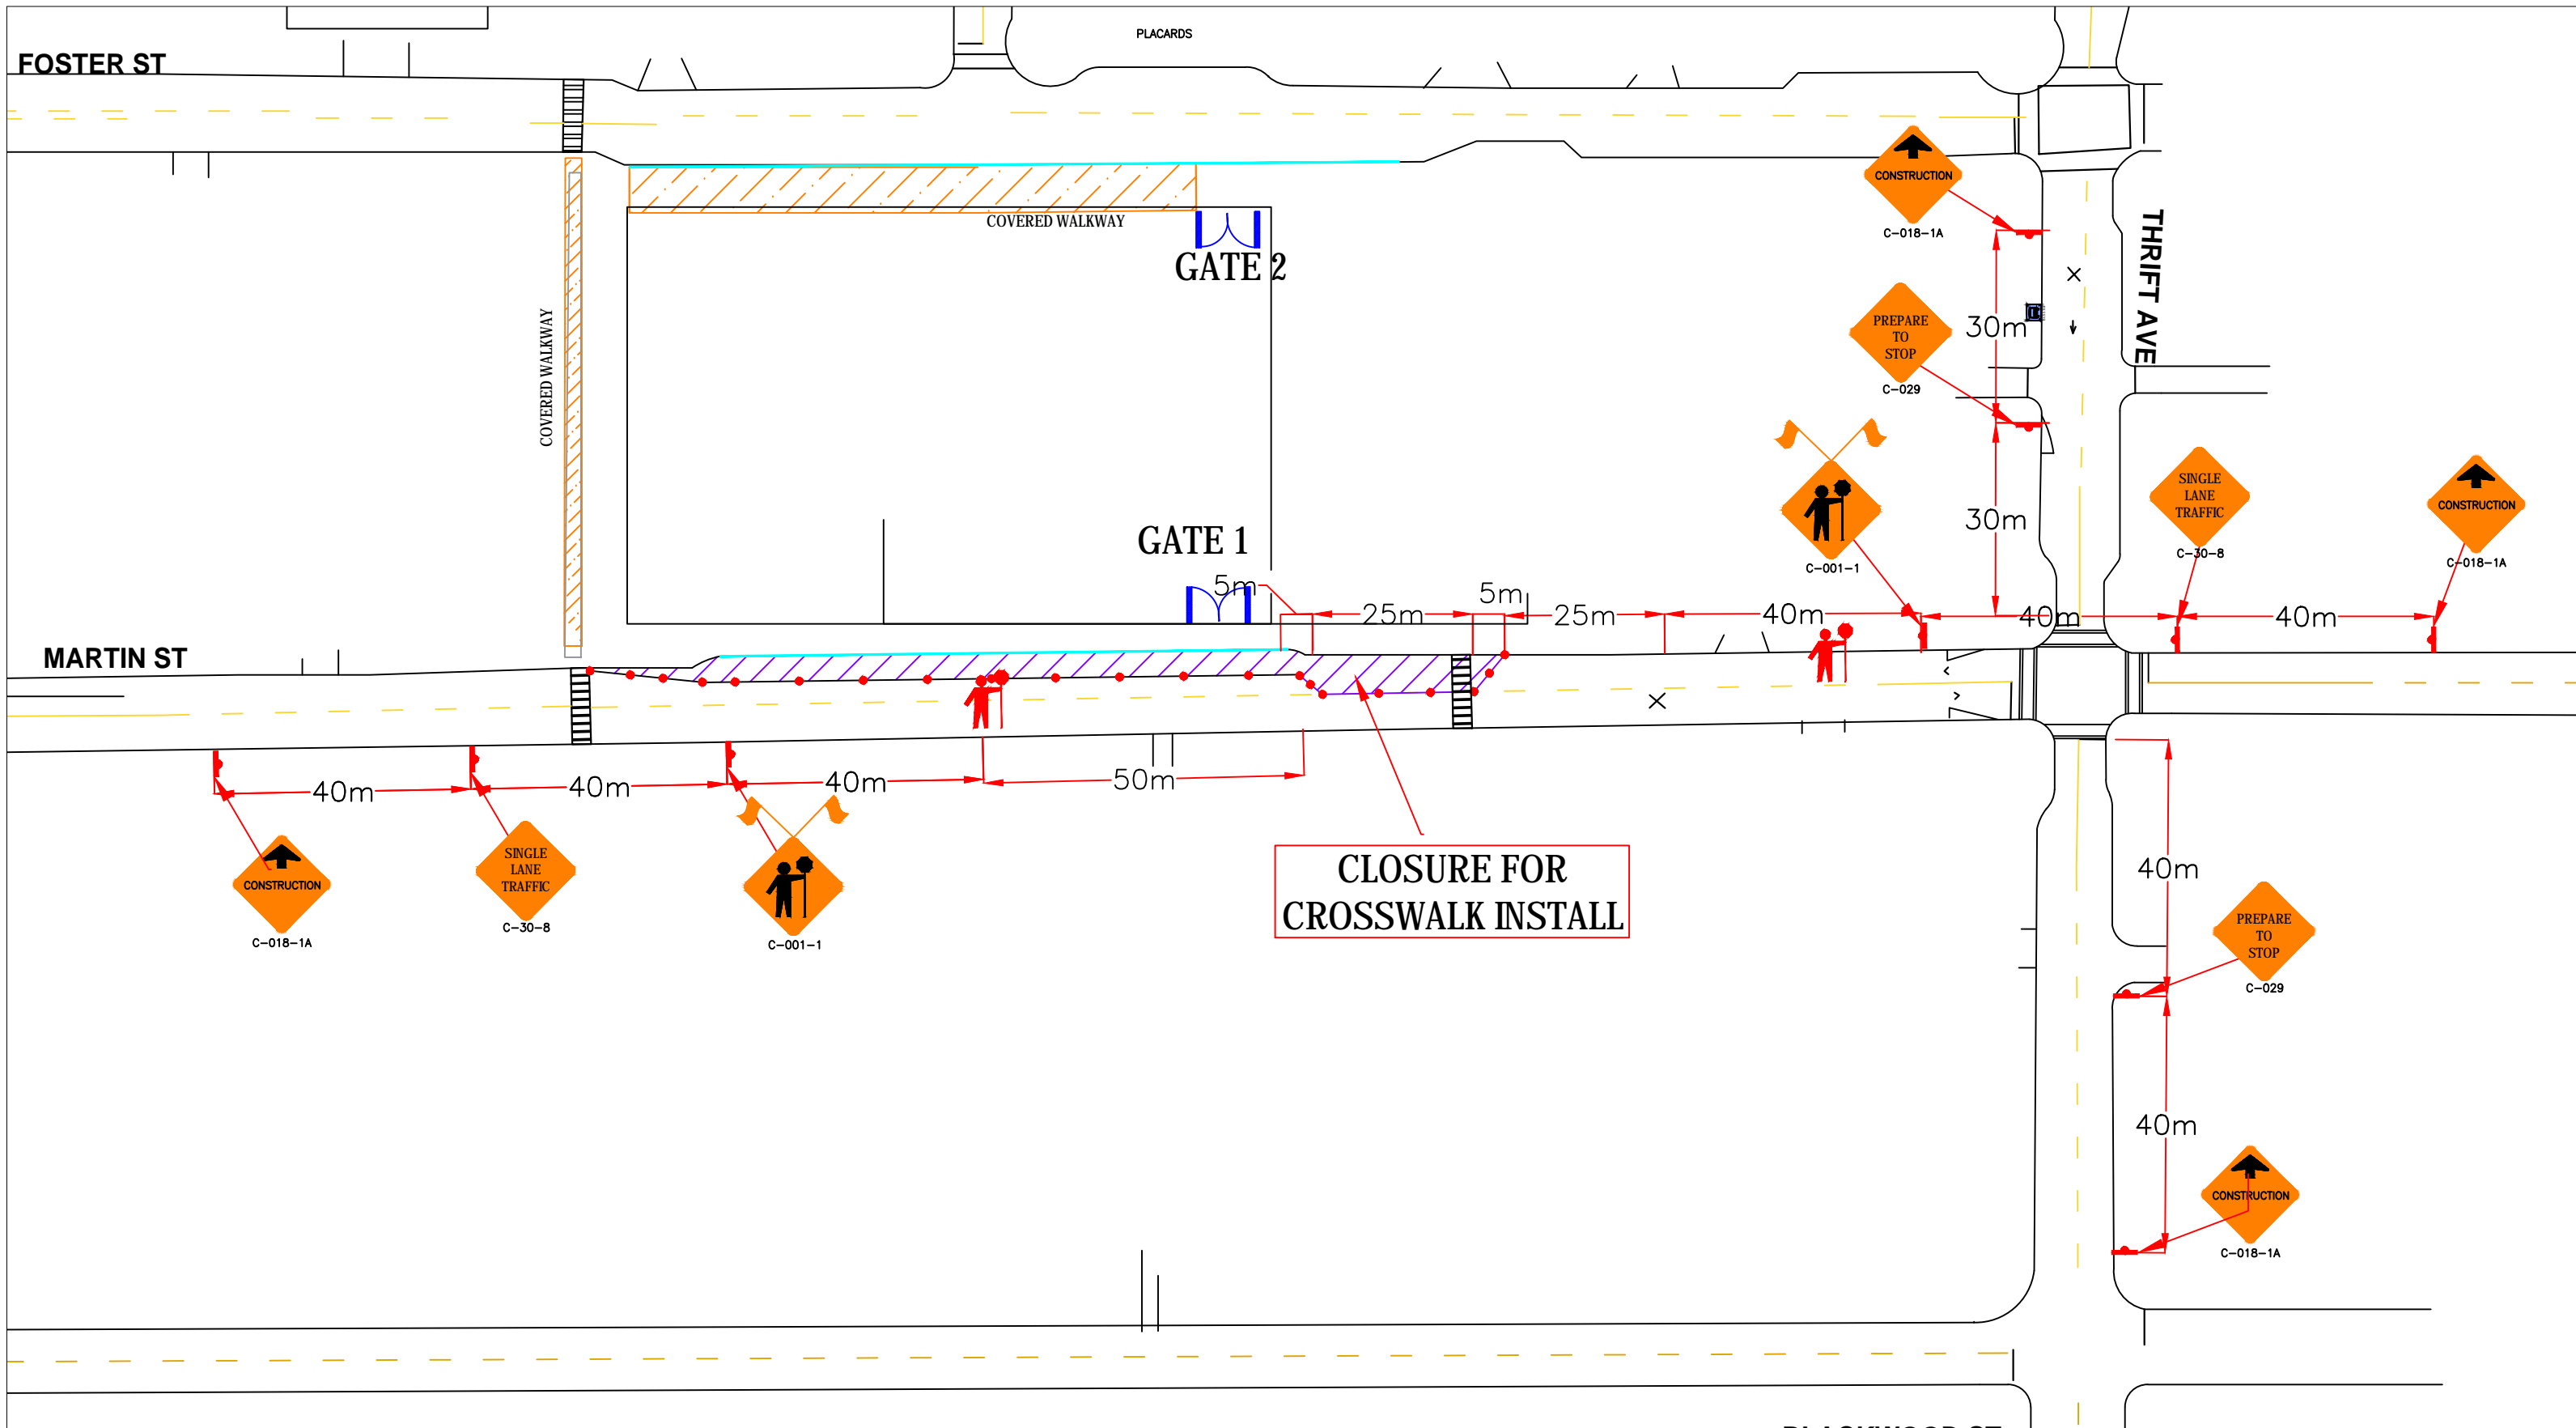 PLACARDS
FOSTER ST
CONSTRUCTION
C-018-1A
COVERED WALKWAY
GATE 2
THRIFT AVE
COVERED WALKWAY
PREPARE
TO
STOP
C-029
30m
30m
SINGLE
LANE
TRAFFIC
C-30-8
CONSTRUCTION
C-018-1A
C-001-1
GATE 1
5m
25m
5m
25m
40m
40m
40m
MARTIN ST
40m
40m
40m
50m
CONSTRUCTION
C-018-1A
SINGLE
LANE
TRAFFIC
C-30-8
C-001-1
CLOSURE FOR
CROSSWALK INSTALL
40m
PREPARE
TO
STOP
C-029
40m
CONSTRUCTION
C-018-1A